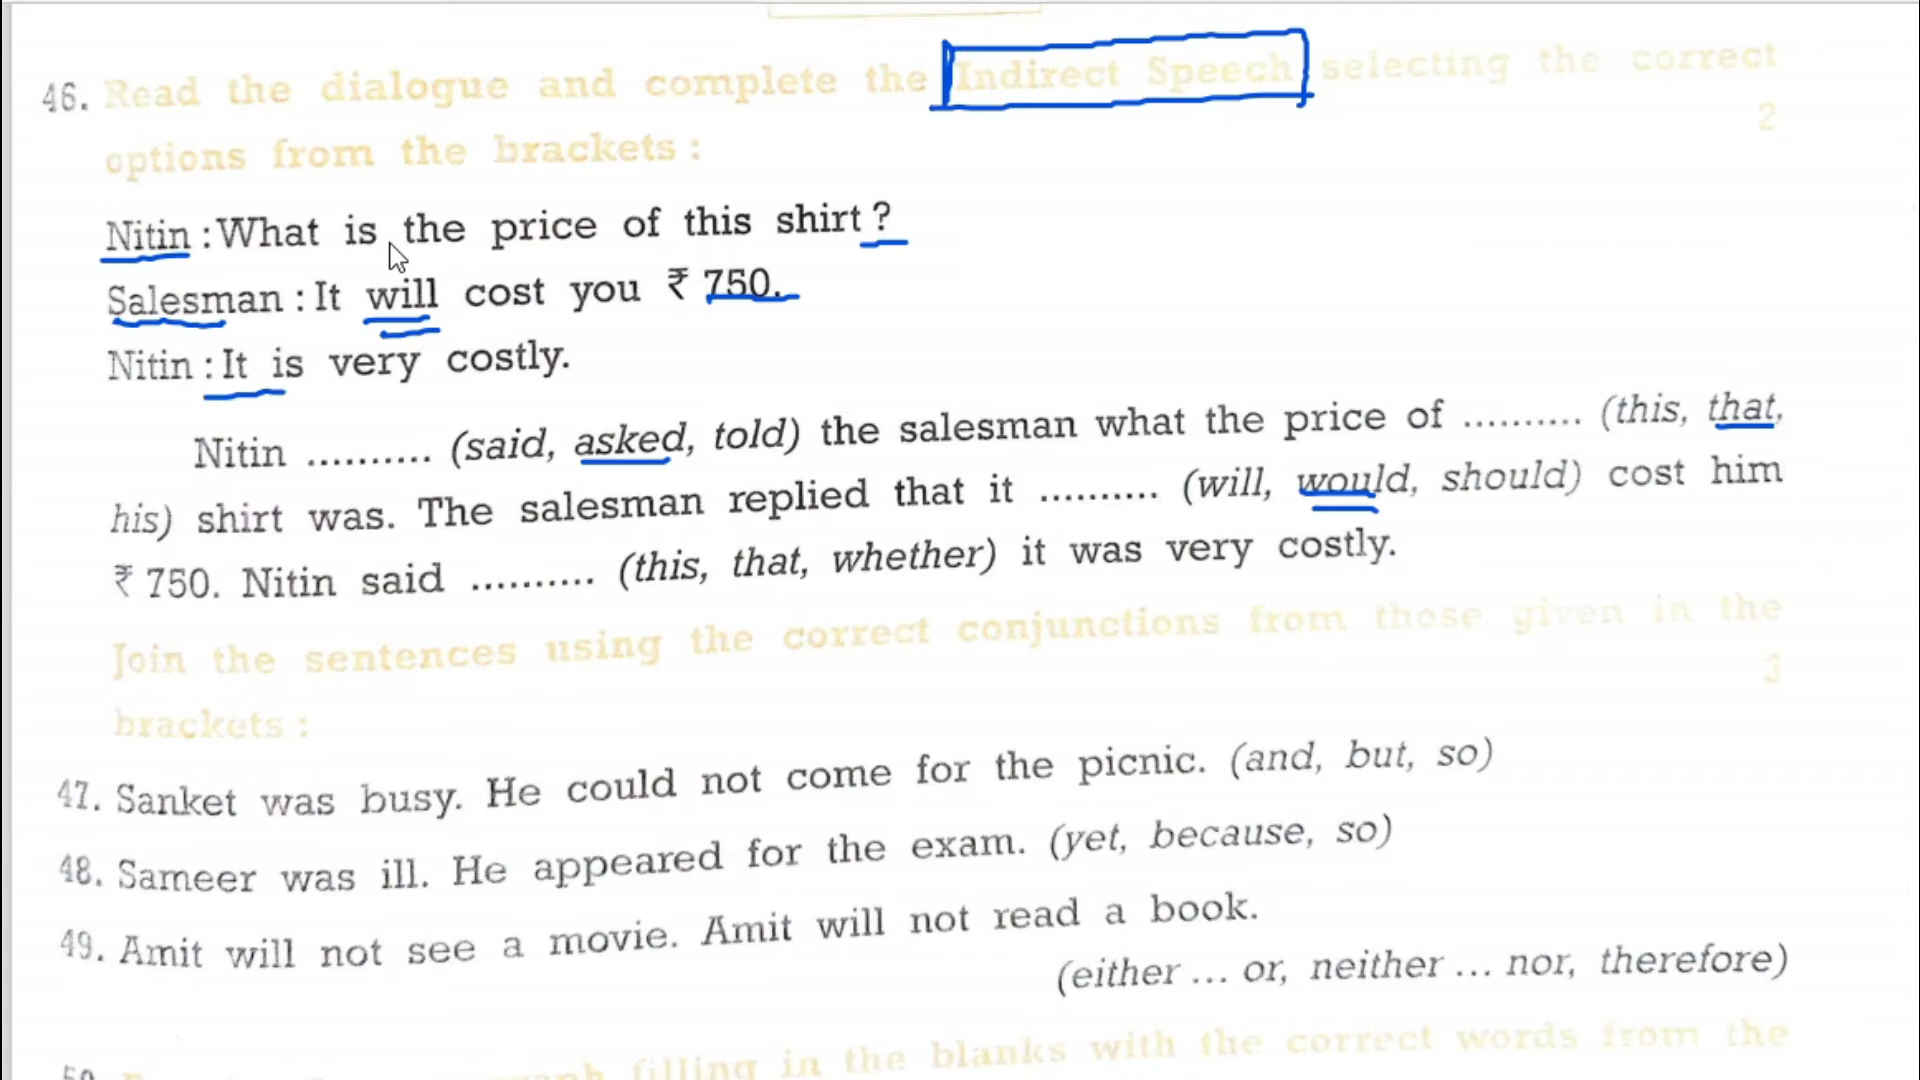 46. Read the dialogue and complete the Indirect Speech selecting the correct
options from the brackets : 2
Nitin : What is the price of this shirt ?
Salesman : It will cost you ₹ 750.
Nitin : It is very costly.
Nitin .......... (said, asked, told) the salesman what the price of .......... (this, that,
his) shirt was. The salesman replied that it .......... (will, would, should) cost him
₹ 750. Nitin said .......... (this, that, whether) it was very costly.
Join the sentences using the correct conjunctions from those given in the
brackets : 3
47. Sanket was busy. He could not come for the picnic. (and, but, so)
48. Sameer was ill. He appeared for the exam. (yet, because, so)
49. Amit will not see a movie. Amit will not read a book.
(either ... or, neither ... nor, therefore)
50. filling in the blanks with the correct words from the